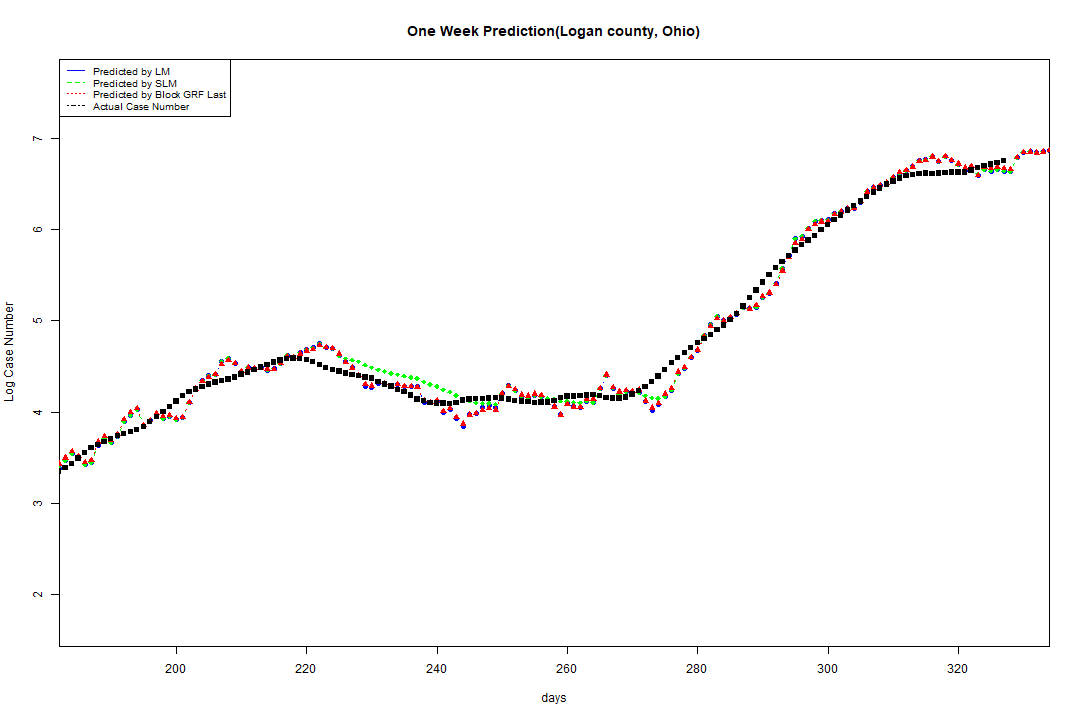 One Week Prediction(Logan county, Ohio)
Predicted by LM
Predicted by SLM
Predicted by Block GRF Last
Actual Case Number
7
6
5
4
3
2
Log Case Number
200 220 240 260 280 300 320
days